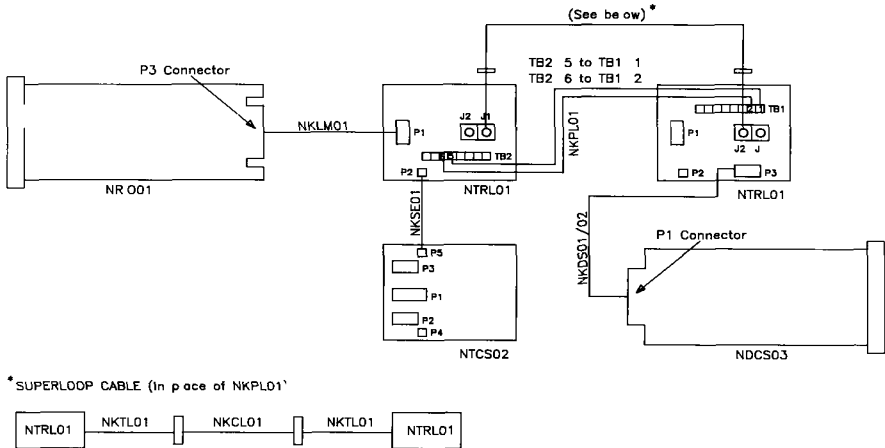 (See be ow)*
P3 Connector
TB2 5 to TB1 1
TB2 6 to TB1 2
NKLM01
P1
J2 J1
TB2
P2
NTRL01
NR O01
NKPL01
TB1
P1
J2 J
P2
P3
NTRL01
NKSE01
NKDS01/02
P1 Connector
P5
P3
P1
P2
P4
NTCS02
NDCS03
*SUPERLOOP CABLE (In p ace of NKPL01'
NTRL01 NKTL01 NKCL01 NKTL01 NTRL01